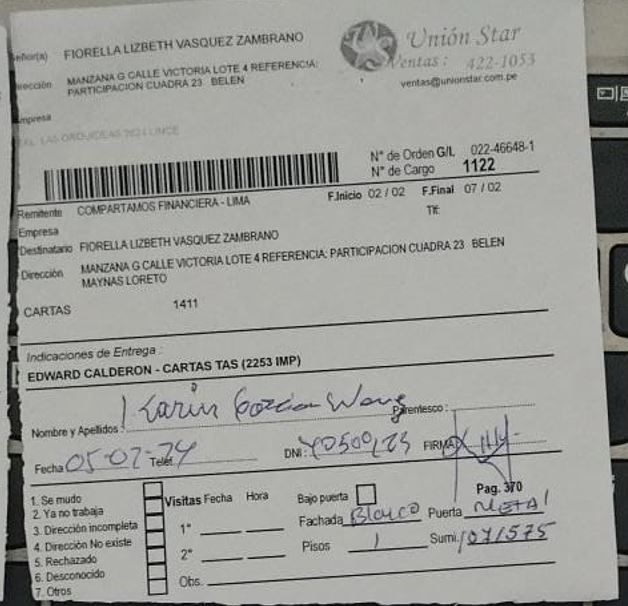 Señor(s) FIORELLA LIZBETH VASQUEZ ZAMBRANO
Unión Star
Ventas : 422-1053
ventas@unionstar.com.pe
Dirección MANZANA G CALLE VICTORIA LOTE 4 REFERENCIA: PARTICIPACION CUADRA 23 BELEN
Empresa
N° de Orden G/L 022-46648-1
N° de Cargo 1122
Remitente COMPARTAMOS FINANCIERA - LIMA F.Inicio 02 / 02 F.Final 07 / 02
Empresa Tlf:
Destinatario FIORELLA LIZBETH VASQUEZ ZAMBRANO
Dirección MANZANA G CALLE VICTORIA LOTE 4 REFERENCIA: PARTICIPACION CUADRA 23 BELEN
MAYNAS LORETO
CARTAS 1411
Indicaciones de Entrega :
EDWARD CALDERON - CARTAS TAS (2253 IMP)
Nombre y Apellidos : Karin Parentesco :
Fecha 05-02-24 Telef. DNI: FIRMA
1. Se mudo Visitas Fecha Hora Bajo puerta Pag. 370
2. Ya no trabaja
3. Dirección incompleta 1° Fachada Blanco Puerta METAL
4. Dirección No existe
5. Rechazado 2° Pisos 1 Sumi. 1071575
6. Desconocido
7. Otros Obs.